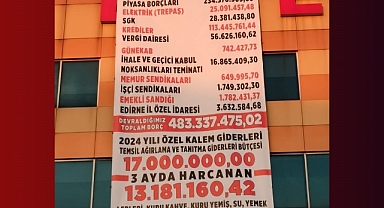 PİYASA BORÇLARI
ELEKTRİK (TREPAŞ) 25.091.457,48
SGK 28.381.438,80
KREDİLER 113.445.761,44
VERGİ DAİRESİ 56.626.160,62
GÜNEKAB 742.427,73
İHALE VE GEÇİCİ KABUL
NOKSANLIKLARI TEMİNATI 16.865.409,30
MEMUR SENDİKALARI 649.995,70
İŞÇİ SENDİKALARI 1.749.302,30
EMEKLİ SANDIĞI 1.782.431,37
EDİRNE İL ÖZEL İDARESİ 3.632.584,68
DEVRALDIĞIMIZ
TOPLAM BORÇ 483.337.475,02
2024 YILI ÖZEL KALEM GİDERLERİ
TEMSİL AĞIRLAMA VE TANITMA GİDERLERİ BÜTÇESİ
17.000.000,00
3 AYDA HARCANAN
13.181.160,42
KURU KAHVE, KURU YEMİŞ, SU, YEMEK